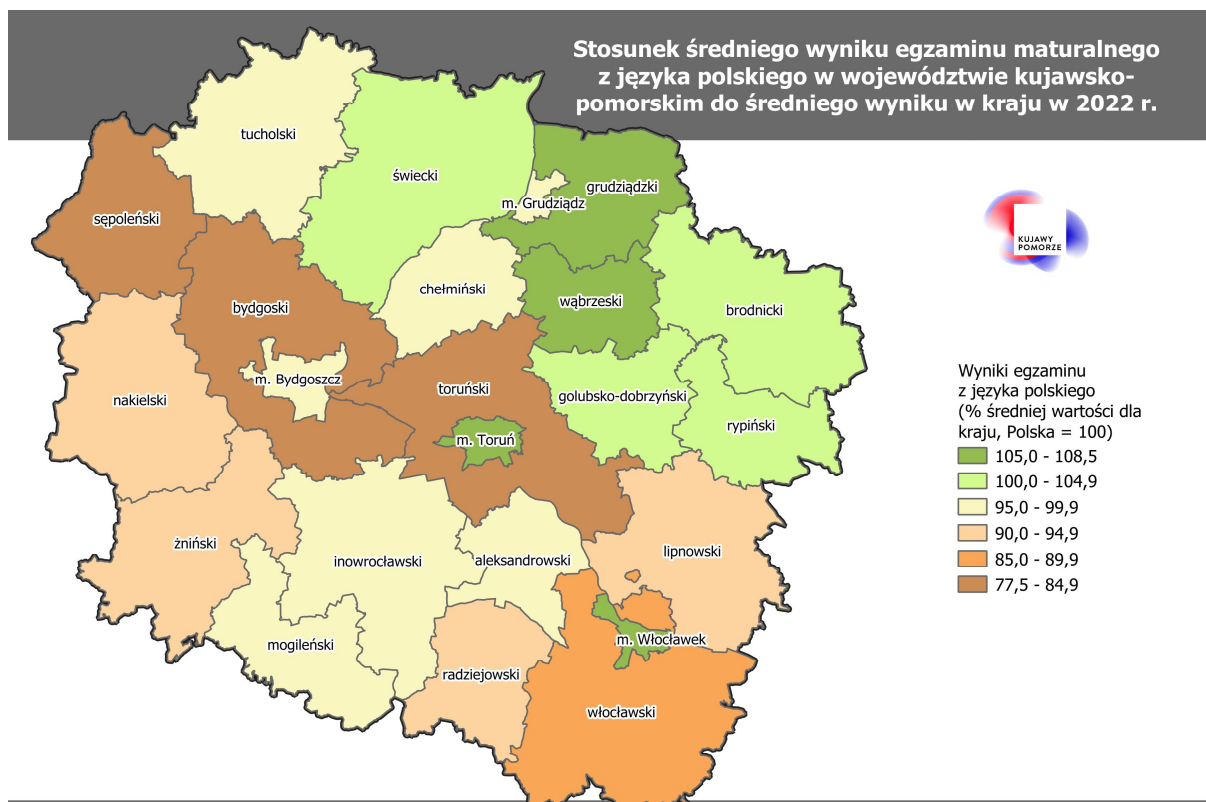 Stosunek średniego wyniku egzaminu maturalnego
z języka polskiego w województwie kujawsko-
pomorskim do średniego wyniku w kraju w 2022 r.
tucholski
świecki
grudziądzki
m. Grudziądz
sępoleński
KUJAWY
POMORZE
chełmiński
bydgoski
wąbrzeski
brodnicki
m. Bydgoszcz
toruński
nakielski
golubsko-dobrzyński
rypiński
m. Toruń
Wyniki egzaminu
z języka polskiego
(% średniej wartości dla
kraju, Polska = 100)
105,0 - 108,5
100,0 - 104,9
95,0 - 99,9
90,0 - 94,9
85,0 - 89,9
77,5 - 84,9
żniński
inowrocławski
aleksandrowski
lipnowski
mogileński
m. Włocławek
radziejowski
włocławski